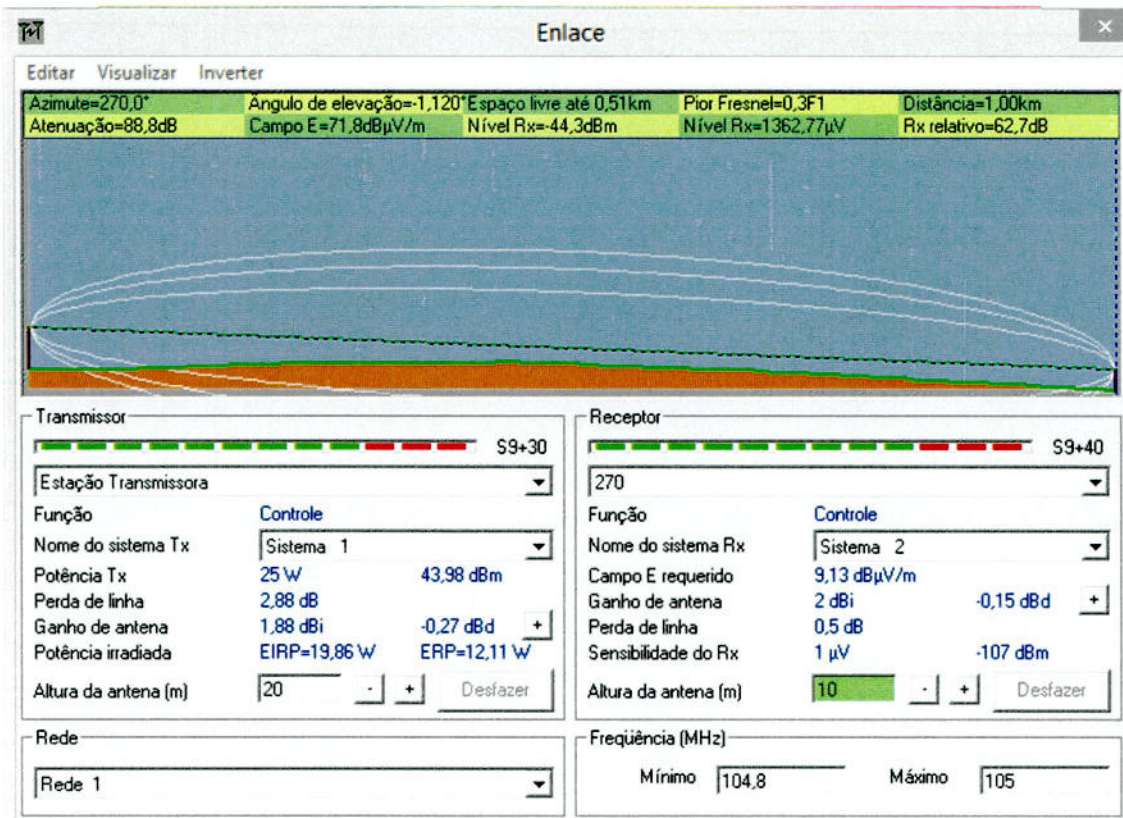 Enlace
Editar Visualizar Inverter
Azimute=270,0° Ângulo de elevação=-1,120° Espaço livre até 0,51km Pior Fresnel=0,3F1 Distância=1,00km
Atenuação=88,8dB Campo E=71,8dBµV/m Nível Rx=-44,3dBm Nível Rx=1362,77µV Rx relativo=62,7dB
Transmissor
S9+30
Estação Transmissora
Função Controle
Nome do sistema Tx Sistema 1
Potência Tx 25 W 43,98 dBm
Perda de linha 2,88 dB
Ganho de antena 1,88 dBi -0,27 dBd +
Potência irradiada EIRP=19,86 W ERP=12,11 W
Altura da antena (m) 20 - + Desfazer
Rede
Rede 1
Receptor
S9+40
270
Função Controle
Nome do sistema Rx Sistema 2
Campo E requerido 9,13 dBµV/m
Ganho de antena 2 dBi -0,15 dBd +
Perda de linha 0,5 dB
Sensibilidade do Rx 1 µV -107 dBm
Altura da antena (m) 10 - + Desfazer
Freqüência (MHz)
Mínimo 104,8 Máximo 105